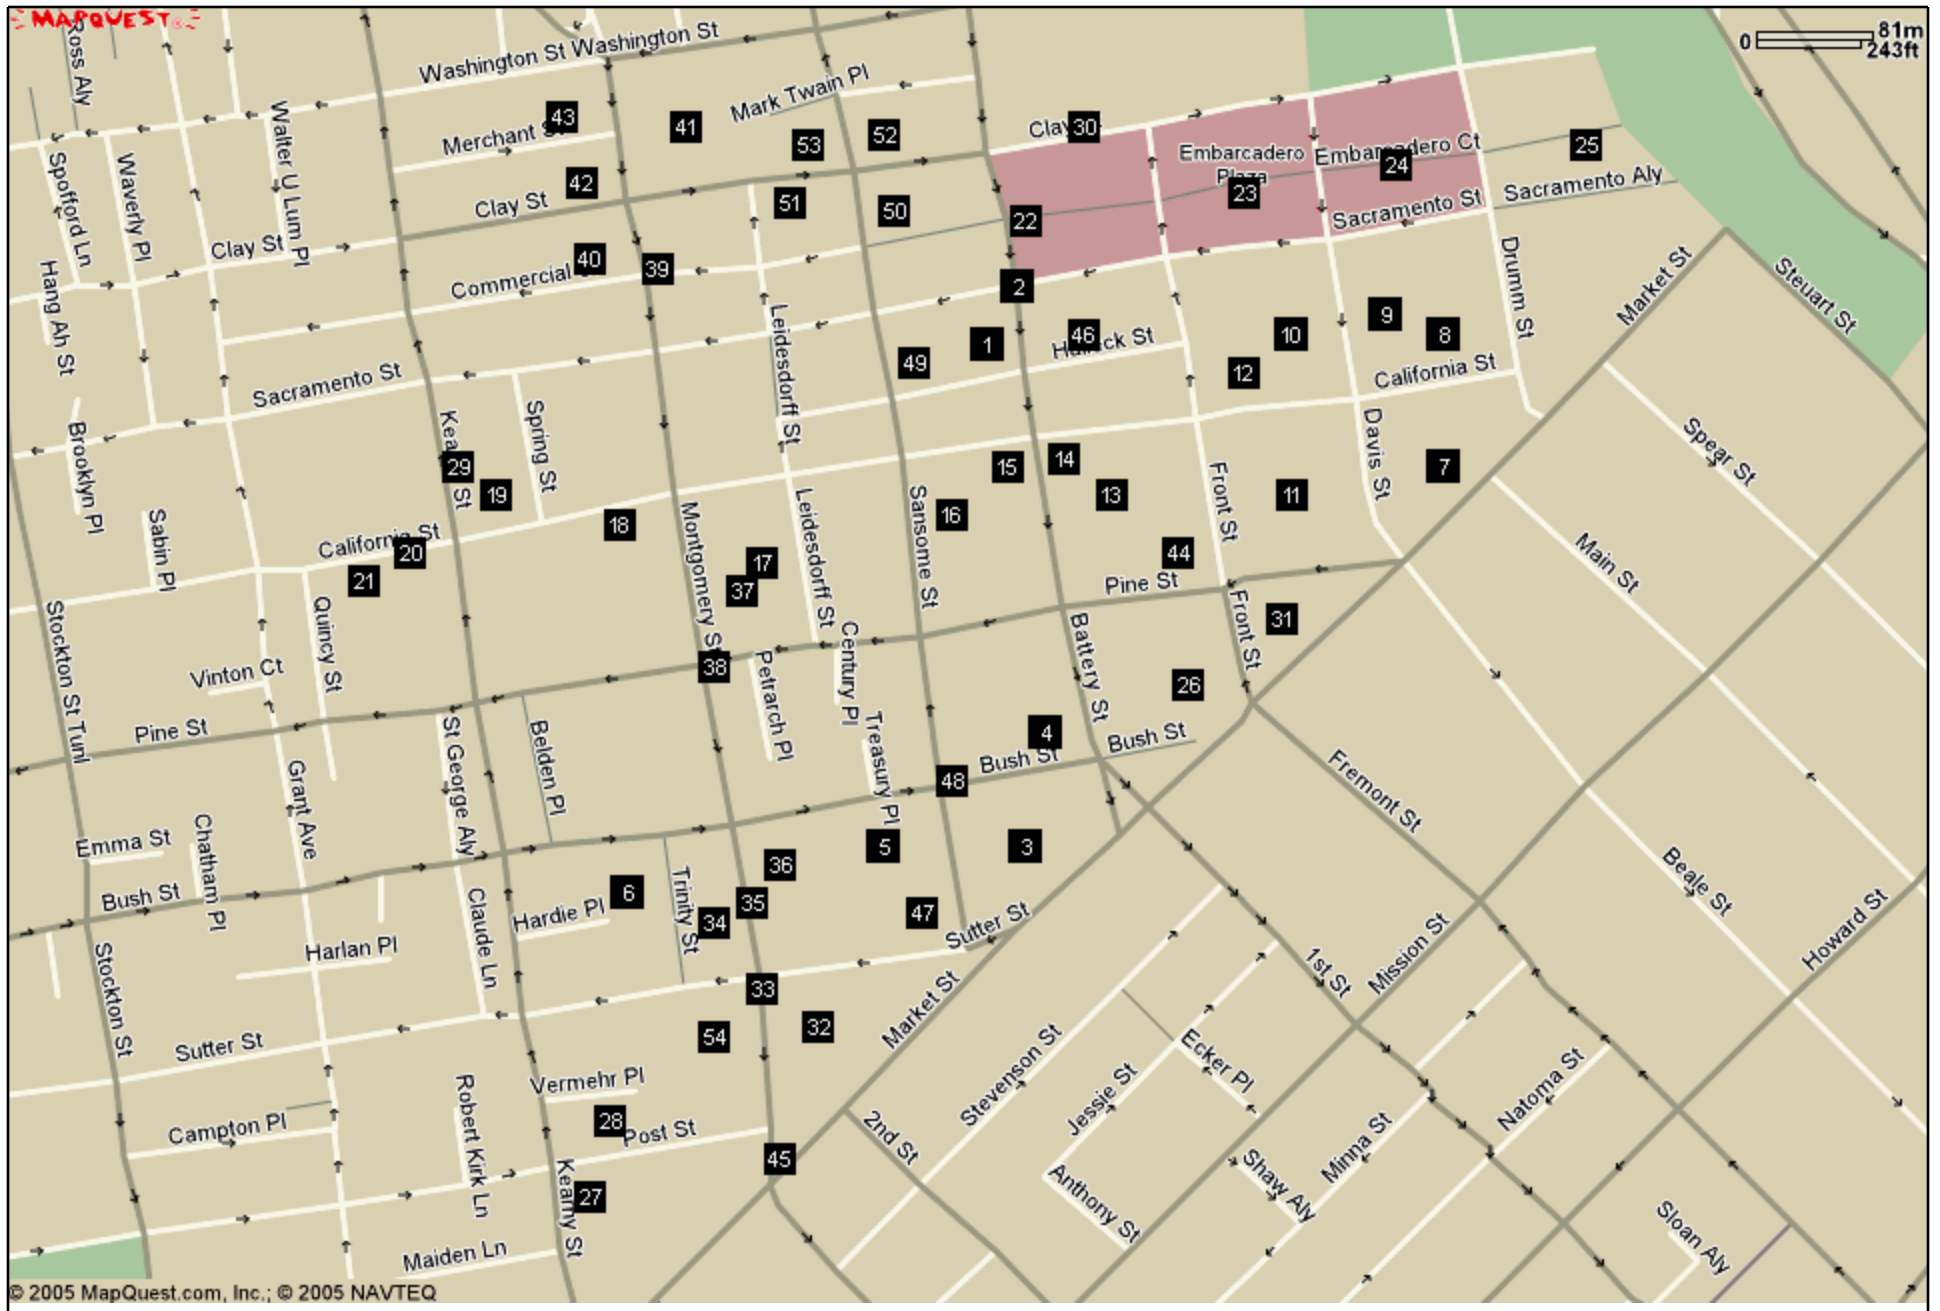 MAPQUEST®
81m
0
243ft
Ross Aly
Washington St
Washington St
Mark Twain Pl
43
41
52
53
30
Merchant
Clay
Walter U Lum Pl
Spofford Ln
Waverly Pl
Embarcadero
Plaza
Embarcadero Ct
24
25
42
Clay St
51
50
22
23
Sacramento Aly
Sacramento St
Clay St
Hang Ah St
Commercial
40
39
2
Drumm St
Market St
Steuart St
Leidesdorff St
1
46
49
10
9
8
12
California St
Sacramento St
Brooklyn Pl
Spring St
29
19
15
14
13
16
11
7
Davis St
Front St
Spear St
Sabin Pl
California St
20
21
18
17
37
Montgomery St
Leidesdorff St
Sansome St
44
Pine St
Main St
Stockton St Tunl
Quincy St
Vinton Ct
38
Century Pl
Petrarch Pl
Battery St
Front St
31
26
Pine St
St George Aly
Belden Pl
Treasury Pl
4
Bush St
Bush St
48
Fremont St
Grant Ave
Emma St
Chatham Pl
Bush St
Claude Ln
Hardie Pl
6
Trinity St
36
35
34
5
3
47
Sutter St
Beale St
Howard St
Harlan Pl
Stockton St
33
32
54
Market St
1st St
Mission St
Sutter St
Vermehr Pl
Robert Kirk Ln
Campton Pl
28
Post St
45
2nd St
Stevenson St
Jessie St
Ecker Pl
Natoma St
Minna St
Shaw Aly
Anthony St
Sloan Aly
Kearny St
27
Maiden Ln
© 2005 MapQuest.com, Inc.; © 2005 NAVTEQ